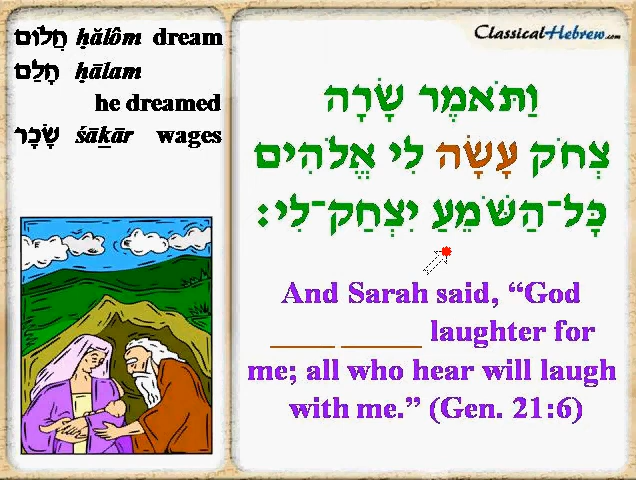 חֲלוֹם ḥălôm dream
חָלַם ḥālam
he dreamed
שָׂכָר śāḵār wages
ClassicalHebrew.com
וַתֹּאמֶר שָׂרָה
צְחֹק עָשָׂה לִי אֱלֹהִים
כָּל־הַשֹּׁמֵעַ יִצְחַק־לִי׃
And Sarah said, “God
____ _____ laughter for
me; all who hear will laugh
with me.” (Gen. 21:6)